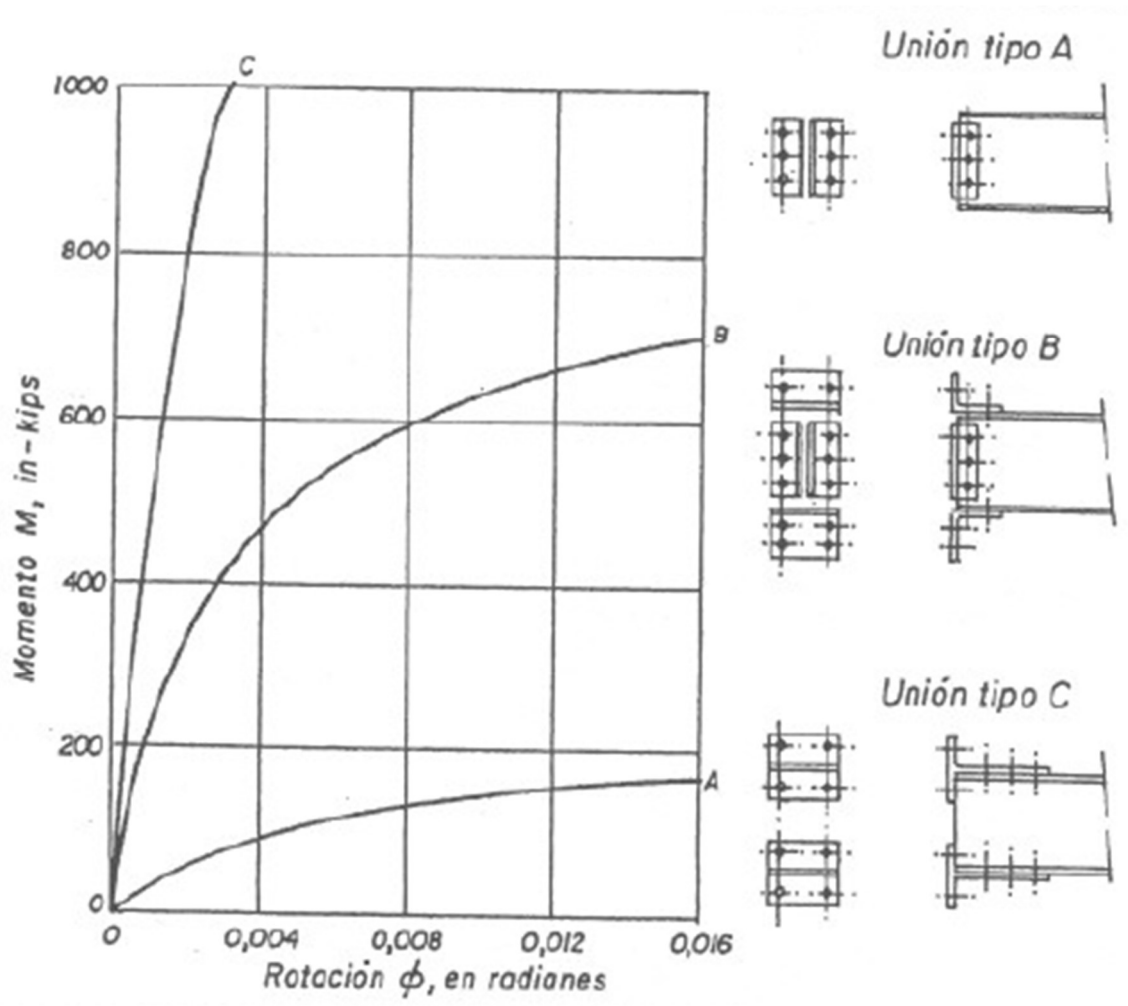 C
1000
800
600
400
200
0
B
A
Momento M, in-kips
0
0,004
0,008
0,012
0,016
Rotación ϕ, en radianes
Unión tipo A
Unión tipo B
Unión tipo C